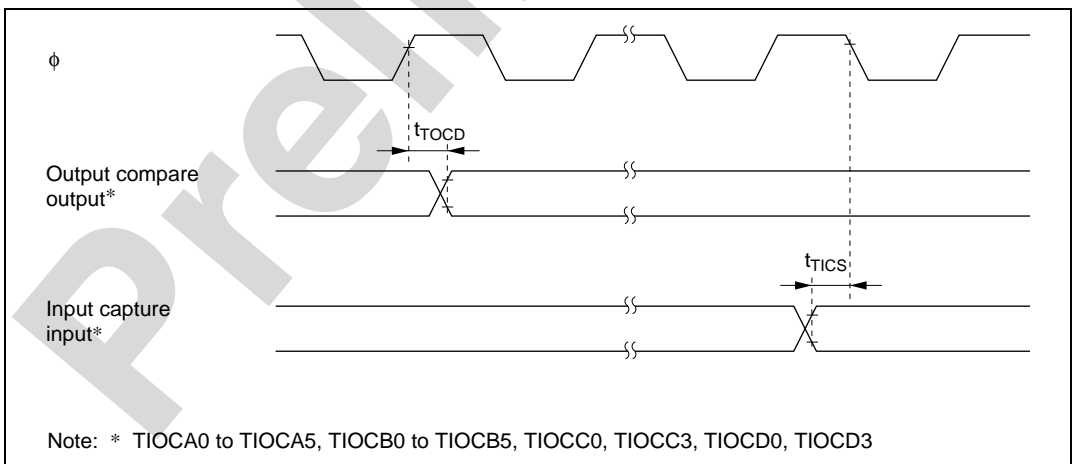 φ
tTOCD
Output compare
output*
tTICS
Input capture
input*
Note: * TIOCA0 to TIOCA5, TIOCB0 to TIOCB5, TIOCC0, TIOCC3, TIOCD0, TIOCD3